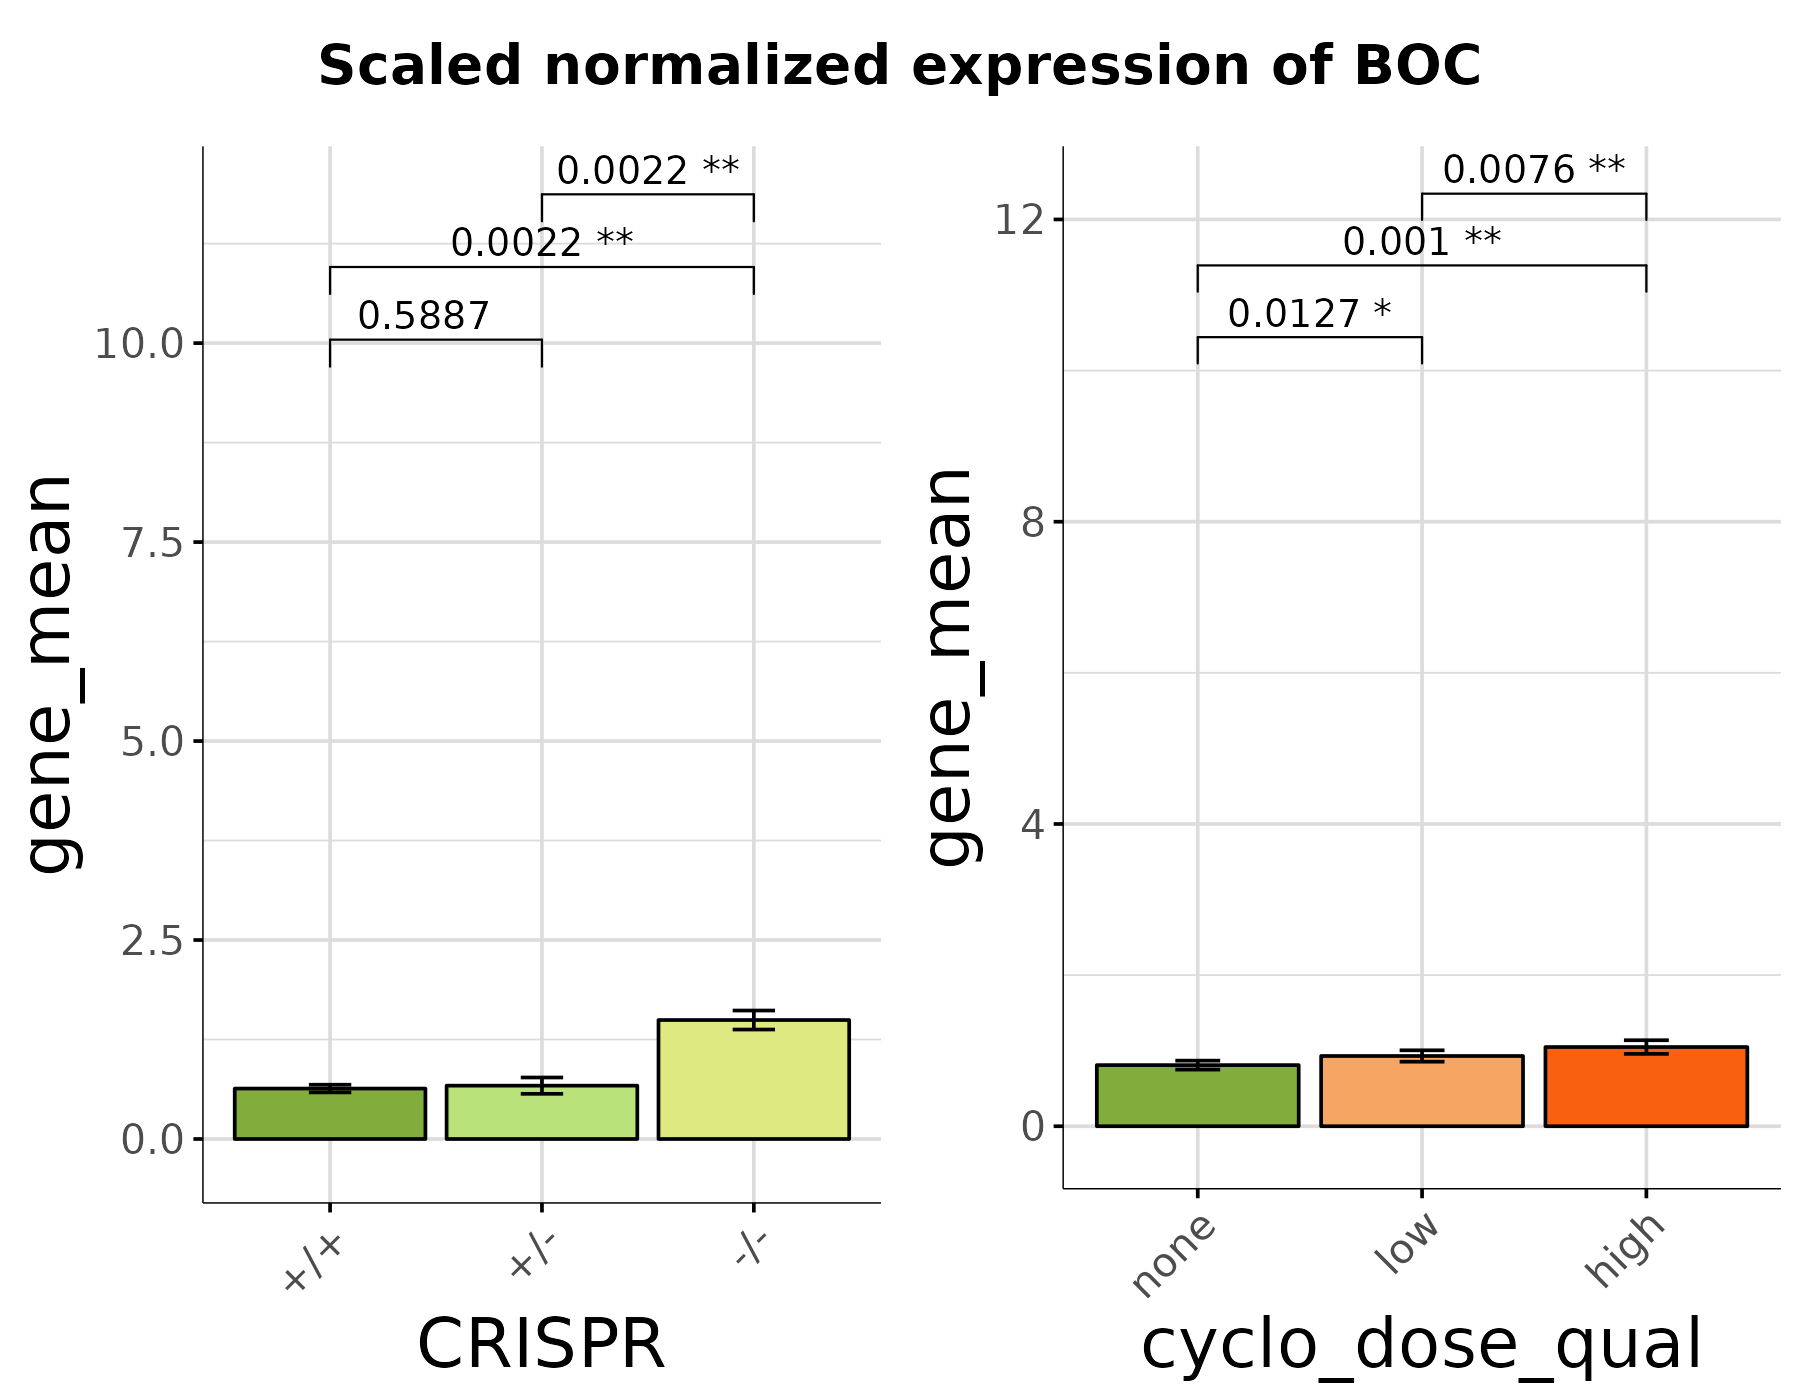 Scaled normalized expression of BOC
gene_mean
10.0
7.5
5.0
2.5
0.0
0.0022 **
0.0022 **
0.5887
+/+
+/-
-/-
CRISPR
gene_mean
12
8
4
0
0.0076 **
0.001 **
0.0127 *
none
low
high
cyclo_dose_qual